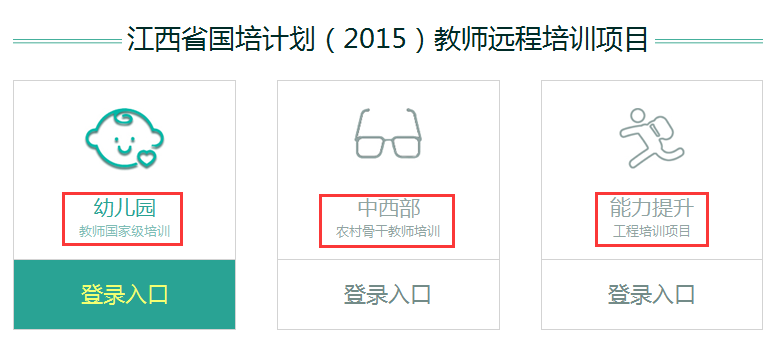 江西省国培计划（2015）教师远程培训项目
幼儿园
教师国家级培训
登录入口
中西部
农村骨干教师培训
登录入口
能力提升
工程培训项目
登录入口